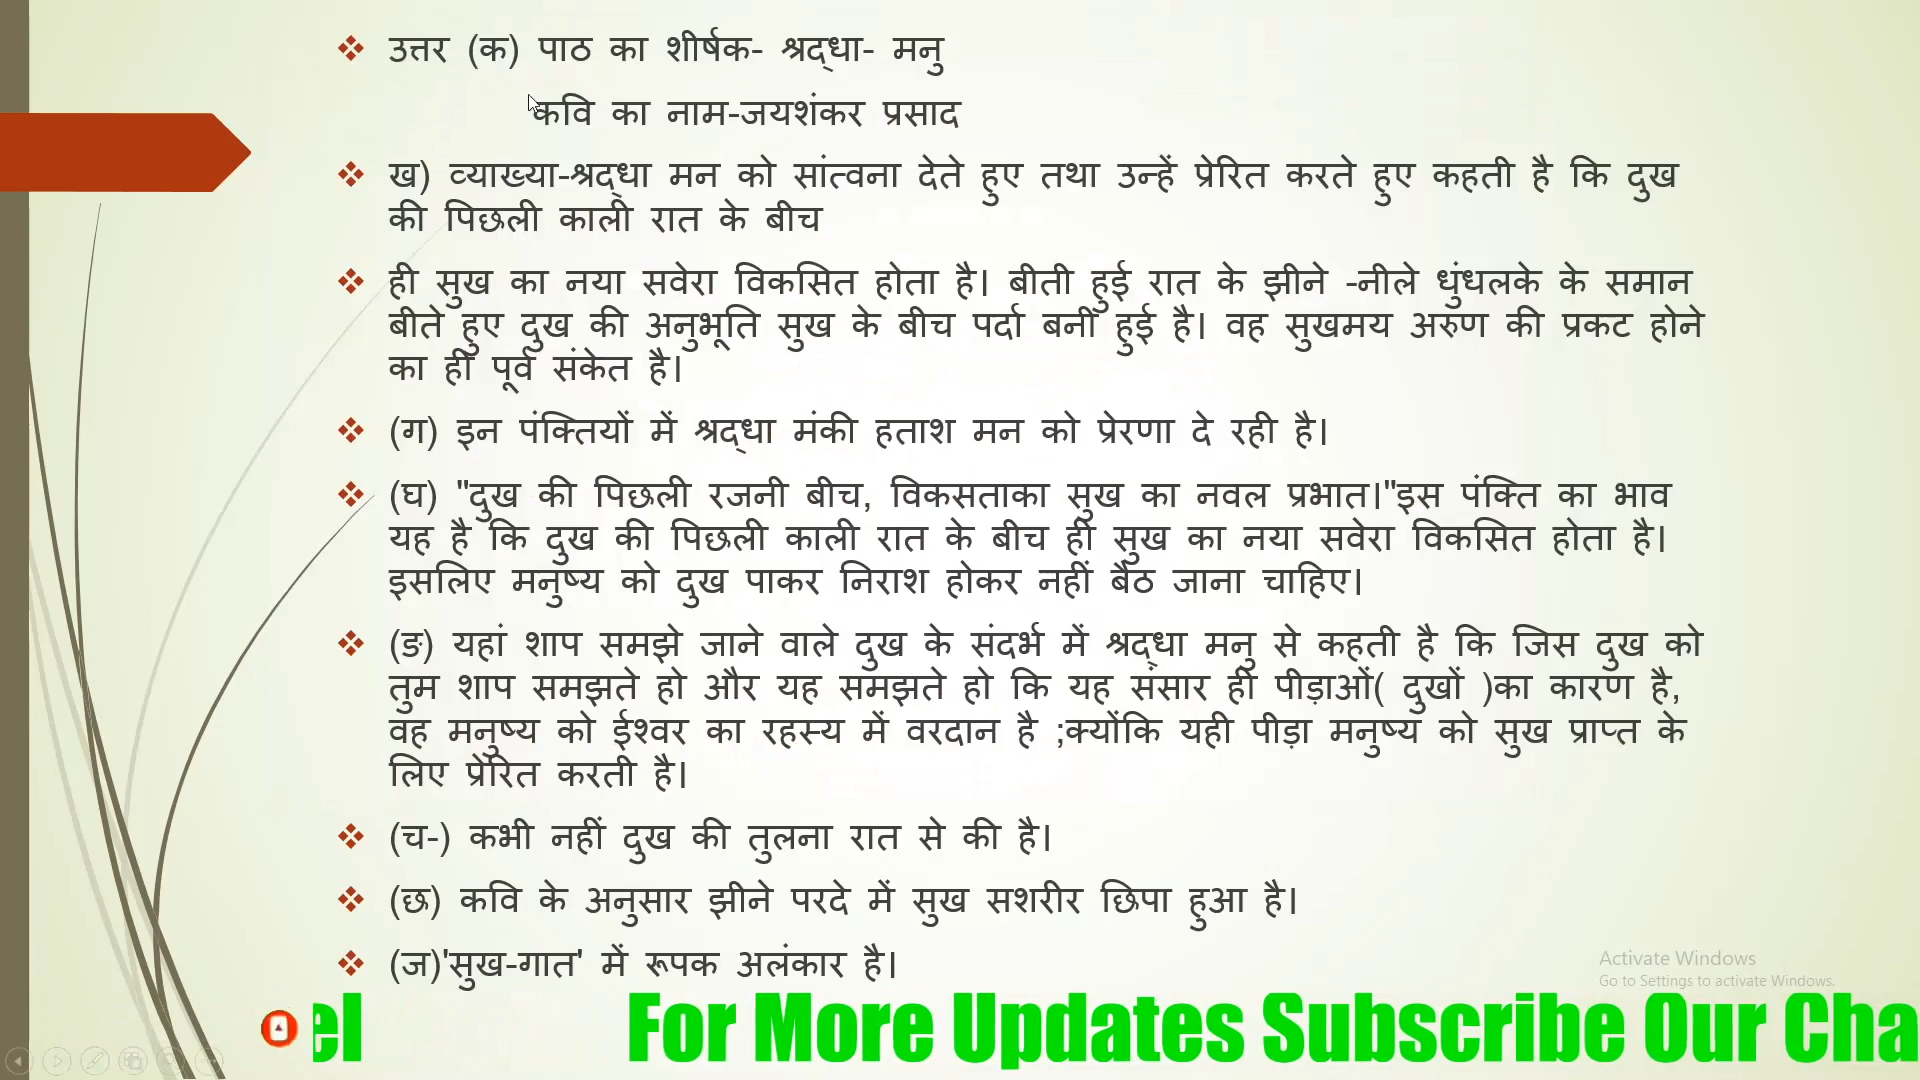 उत्तर (क) पाठ का शीर्षक- श्रद्धा- मनु
कवि का नाम-जयशंकर प्रसाद
ख) व्याख्या-श्रद्धा मन को सांत्वना देते हुए तथा उन्हें प्रेरित करते हुए कहती है कि दुख
की पिछली काली रात के बीच
ही सुख का नया सवेरा विकसित होता है। बीती हुई रात के झीने -नीले धुंधलके के समान
बीते हुए दुख की अनुभूति सुख के बीच पर्दा बनी हुई है। वह सुखमय अरुण की प्रकट होने
का ही पूर्व संकेत है।
(ग) इन पंक्तियों में श्रद्धा मंकी हताश मन को प्रेरणा दे रही है।
(घ) "दुख की पिछली रजनी बीच, विकसताका सुख का नवल प्रभात।"इस पंक्ति का भाव
यह है कि दुख की पिछली काली रात के बीच ही सुख का नया सवेरा विकसित होता है।
इसलिए मनुष्य को दुख पाकर निराश होकर नहीं बैठ जाना चाहिए।
(ङ) यहां शाप समझे जाने वाले दुख के संदर्भ में श्रद्धा मनु से कहती है कि जिस दुख को
तुम शाप समझते हो और यह समझते हो कि यह संसार ही पीड़ाओं( दुखों )का कारण है,
वह मनुष्य को ईश्वर का रहस्य में वरदान है ;क्योंकि यही पीड़ा मनुष्य को सुख प्राप्त के
लिए प्रेरित करती है।
(च-) कभी नहीं दुख की तुलना रात से की है।
(छ) कवि के अनुसार झीने परदे में सुख सशरीर छिपा हुआ है।
(ज)'सुख-गात' में रूपक अलंकार है।
Activate Windows
Go to Settings to activate Windows.
el For More Updates Subscribe Our Cha